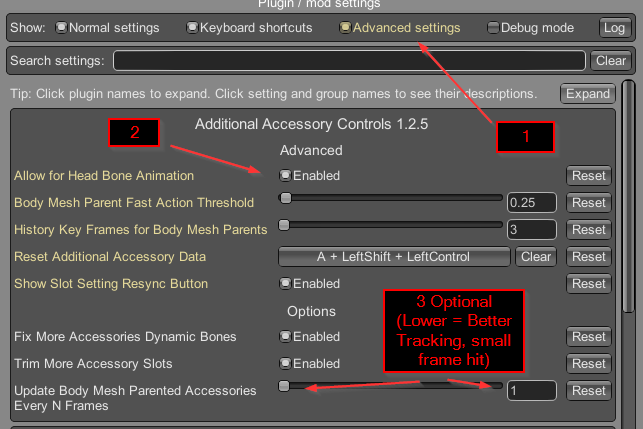 Plugin / mod settings
Show: Normal settings Keyboard shortcuts Advanced settings Debug mode Log
Search settings: Clear
Tip: Click plugin names to expand. Click setting and group names to see their descriptions. Expand
1
2
Additional Accessory Controls 1.2.5
Advanced
Allow for Head Bone Animation Enabled Reset
Body Mesh Parent Fast Action Threshold 0.25 Reset
History Key Frames for Body Mesh Parents 3 Reset
Reset Additional Accessory Data A + LeftShift + LeftControl Clear Reset
Show Slot Setting Resync Button Enabled Reset
Options
3 Optional
(Lower = Better
Tracking, small
frame hit)
Fix More Accessories Dynamic Bones Enabled Reset
Trim More Accessory Slots Enabled Reset
Update Body Mesh Parented Accessories
Every N Frames 1 Reset